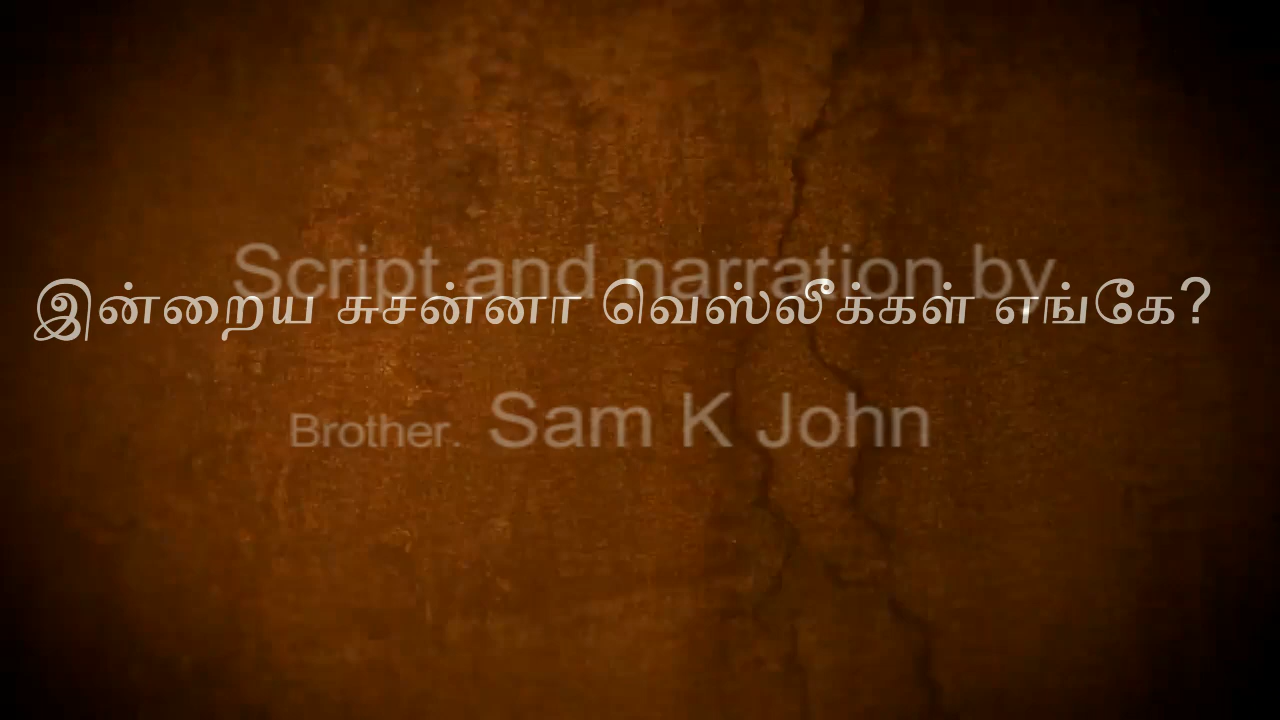 Script and narration by
இன்றைய சுசன்னா வெஸ்லீக்கள் எங்கே?
Brother. Sam K John